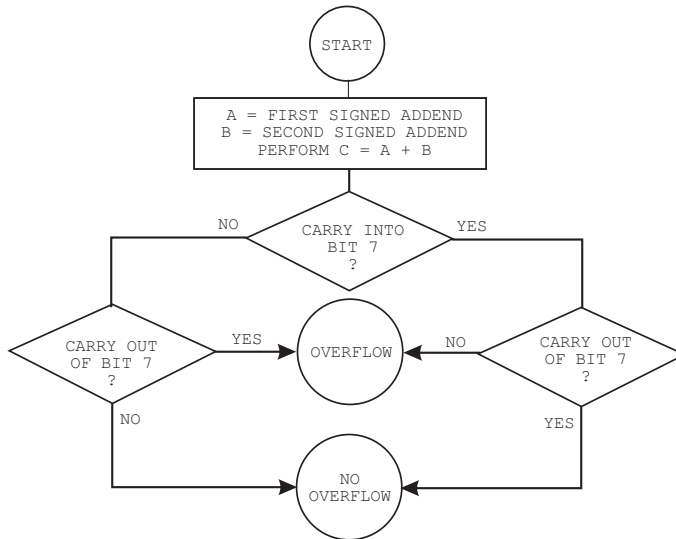 START
A = FIRST SIGNED ADDEND
B = SECOND SIGNED ADDEND
PERFORM C = A + B
NO
YES
CARRY INTO
BIT 7
?
CARRY OUT
OF BIT 7
?
YES
OVERFLOW
NO
CARRY OUT
OF BIT 7
?
NO
YES
NO
OVERFLOW